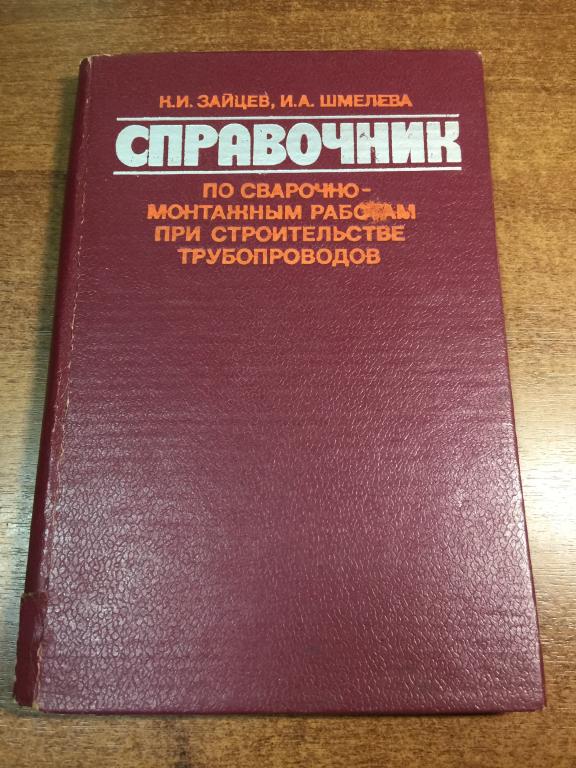 К.И. ЗАЙЦЕВ, И.А. ШМЕЛЕВА
СПРАВОЧНИК
ПО СВАРОЧНО-
МОНТАЖНЫМ РАБОТАМ
ПРИ СТРОИТЕЛЬСТВЕ
ТРУБОПРОВОДОВ